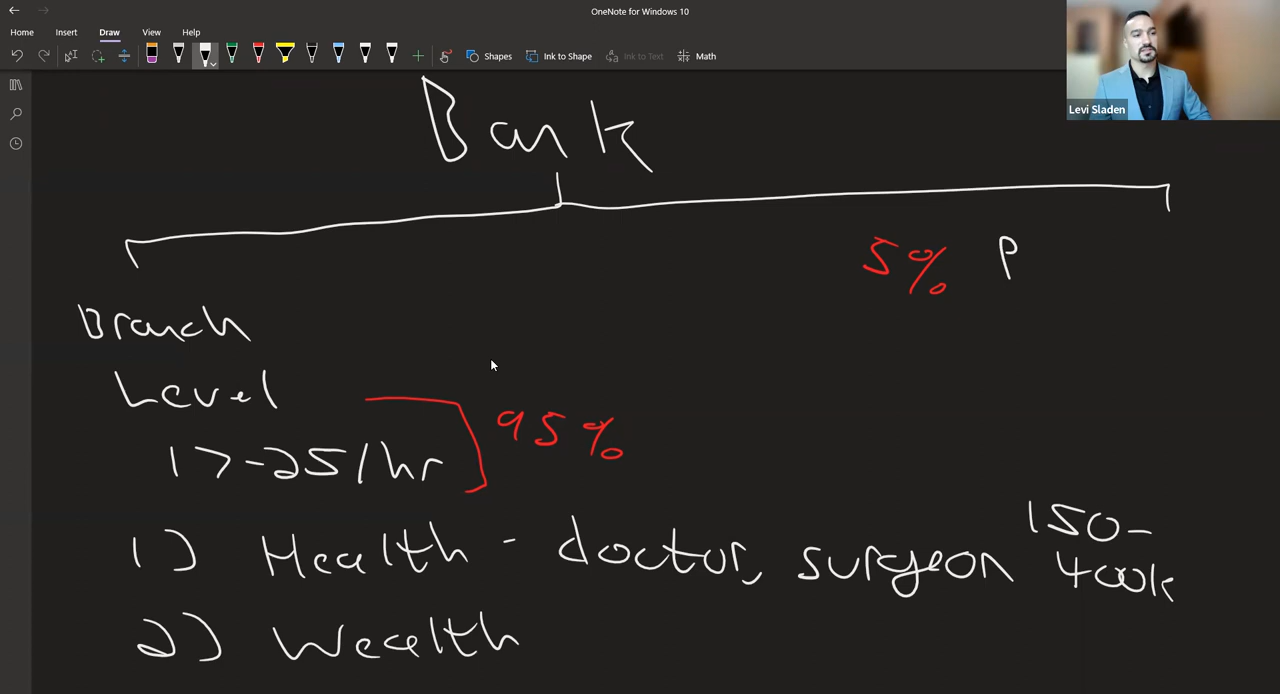 OneNote for Windows 10
Levi Sladen
Home Insert Draw View Help
Shapes Ink to Shape Ink to Text Math
Bank
5% P
Branch
Level
95%
17-25/hr
1) Health - doctor, surgeon 150-
400k
2) Wealth